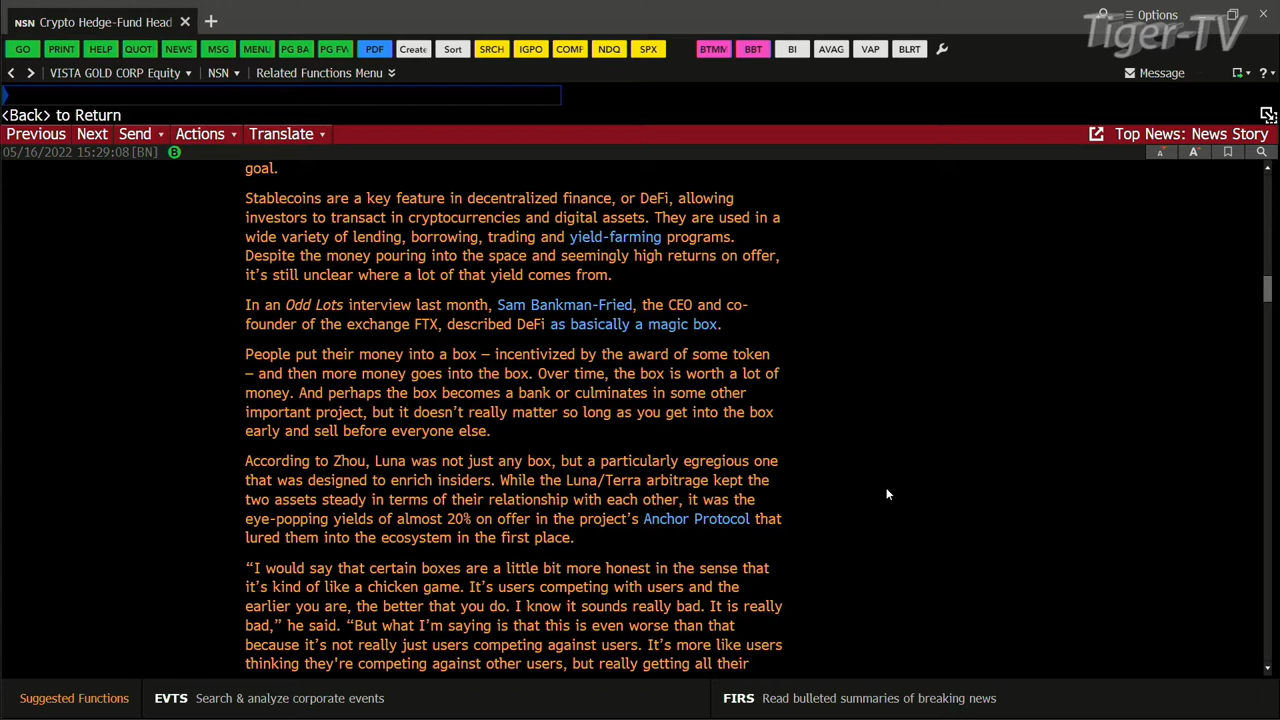 NSN Crypto Hedge-Fund Head
Options
Tiger-TV
GO PRINT HELP QUOT NEWS MSG MENU PG BA PG FW PDF Create Sort SRCH IGPO COMF NDQ SPX BTMM BBT BI AVAG VAP BLRT
VISTA GOLD CORP Equity NSN Related Functions Menu Message
<Back> to Return
Previous Next Send Actions Translate Top News: News Story
05/16/2022 15:29:08 [BN] B
goal.
Stablecoins are a key feature in decentralized finance, or DeFi, allowing
investors to transact in cryptocurrencies and digital assets. They are used in a
wide variety of lending, borrowing, trading and yield-farming programs.
Despite the money pouring into the space and seemingly high returns on offer,
it's still unclear where a lot of that yield comes from.
In an Odd Lots interview last month, Sam Bankman-Fried, the CEO and co-
founder of the exchange FTX, described DeFi as basically a magic box.
People put their money into a box — incentivized by the award of some token
— and then more money goes into the box. Over time, the box is worth a lot of
money. And perhaps the box becomes a bank or culminates in some other
important project, but it doesn't really matter so long as you get into the box
early and sell before everyone else.
According to Zhou, Luna was not just any box, but a particularly egregious one
that was designed to enrich insiders. While the Luna/Terra arbitrage kept the
two assets steady in terms of their relationship with each other, it was the
eye-popping yields of almost 20% on offer in the project's Anchor Protocol that
lured them into the ecosystem in the first place.
“I would say that certain boxes are a little bit more honest in the sense that
it's kind of like a chicken game. It's users competing with users and the
earlier you are, the better that you do. I know it sounds really bad. It is really
bad,” he said. “But what I'm saying is that this is even worse than that
because it's not really just users competing against users. It's more like users
thinking they're competing against other users, but really getting all their
Suggested Functions EVTS Search & analyze corporate events FIRS Read bulleted summaries of breaking news